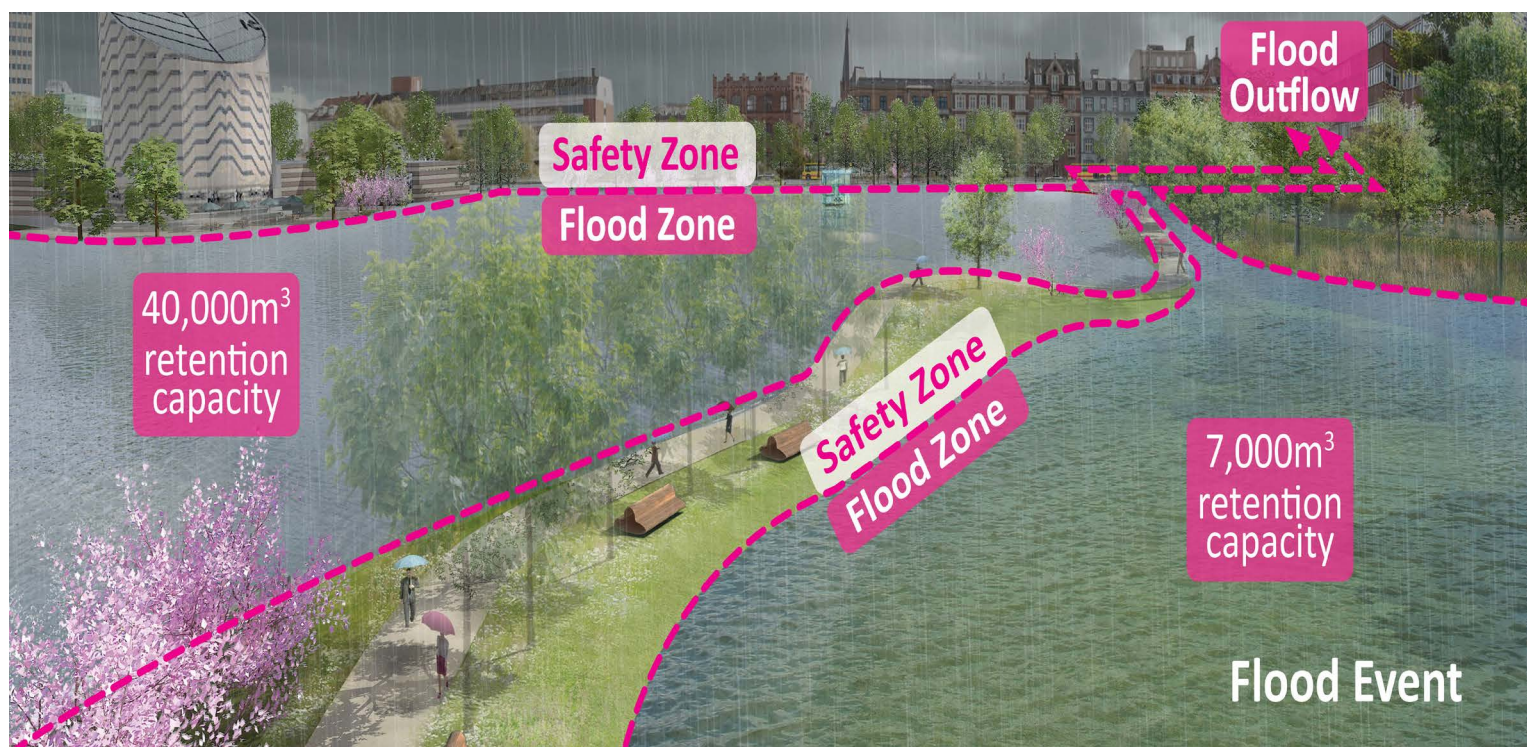 Flood
Outflow
Safety Zone
Flood Zone
40,000m³
retention
capacity
Safety Zone
Flood Zone
7,000m³
retention
capacity
Flood Event